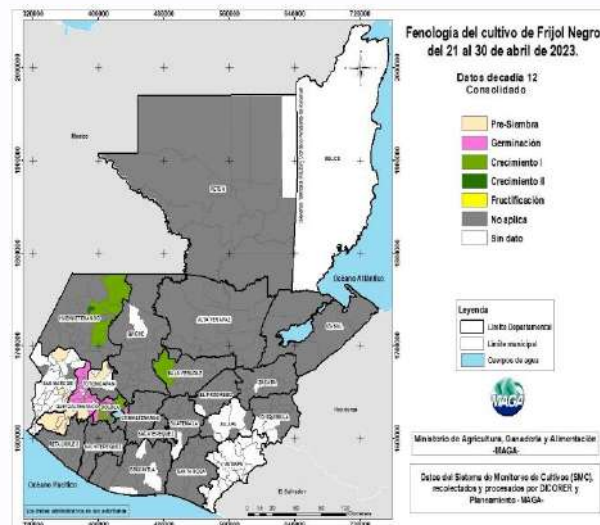 Fenología del cultivo de Frijol Negro
del 21 al 30 de abril de 2023.
Datos decadía 12
Consolidado
Pre-Siembra
Germinación
Crecimiento I
Crecimiento II
Fructificación
No aplica
Sin dato
México
BELICE
PETÉN
Océano Atlántico
HUEHUETENANGO
QUICHÉ
ALTA VERAPAZ
IZABAL
SAN MARCOS
TOTONICAPÁN
BAJA VERAPAZ
ZACAPA
QUETZALTENANGO
SOLOLÁ
CHIMALTENANGO
EL PROGRESO
GUATEMALA
JALAPA
CHIQUIMULA
SACATEPÉQUEZ
RETALHULEU
SUCHITEPÉQUEZ
ESCUINTLA
SANTA ROSA
JUTIAPA
Honduras
El Salvador
Océano Pacífico
Leyenda
Límite Departamental
Límite municipal
Cuerpos de agua
MAGA
Ministerio de Agricultura, Ganadería y Alimentación
-MAGA-
Datos del Sistema de Monitoreo de Cultivos (SMC),
recolectados y procesados por DICORER y
Planeamiento - MAGA-